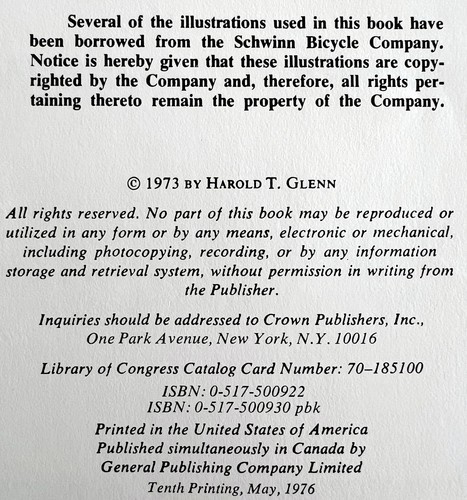 Several of the illustrations used in this book have
been borrowed from the Schwinn Bicycle Company.
Notice is hereby given that these illustrations are copy-
righted by the Company and, therefore, all rights per-
taining thereto remain the property of the Company.
© 1973 BY HAROLD T. GLENN
All rights reserved. No part of this book may be reproduced or
utilized in any form or by any means, electronic or mechanical,
including photocopying, recording, or by any information
storage and retrieval system, without permission in writing from
the Publisher.
Inquiries should be addressed to Crown Publishers, Inc.,
One Park Avenue, New York, N.Y. 10016
Library of Congress Catalog Card Number: 70–185100
ISBN: 0-517-500922
ISBN: 0-517-500930 pbk
Printed in the United States of America
Published simultaneously in Canada by
General Publishing Company Limited
Tenth Printing, May, 1976